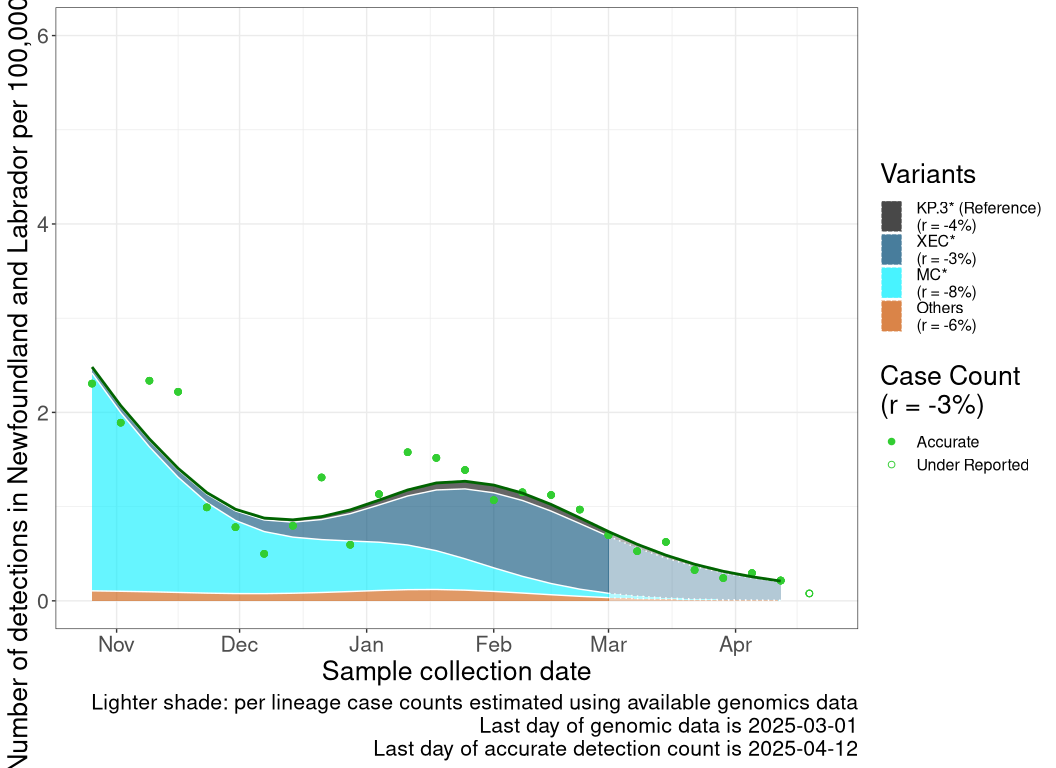 Number of detections in Newfoundland and Labrador per 100,000
6
4
2
0
Nov Dec Jan Feb Mar Apr
Sample collection date
Lighter shade: per lineage case counts estimated using available genomics data
Last day of genomic data is 2025-03-01
Last day of accurate detection count is 2025-04-12
Variants
KP.3* (Reference)
(r = -4%)
XEC*
(r = -3%)
MC*
(r = -8%)
Others
(r = -6%)
Case Count
(r = -3%)
Accurate
Under Reported